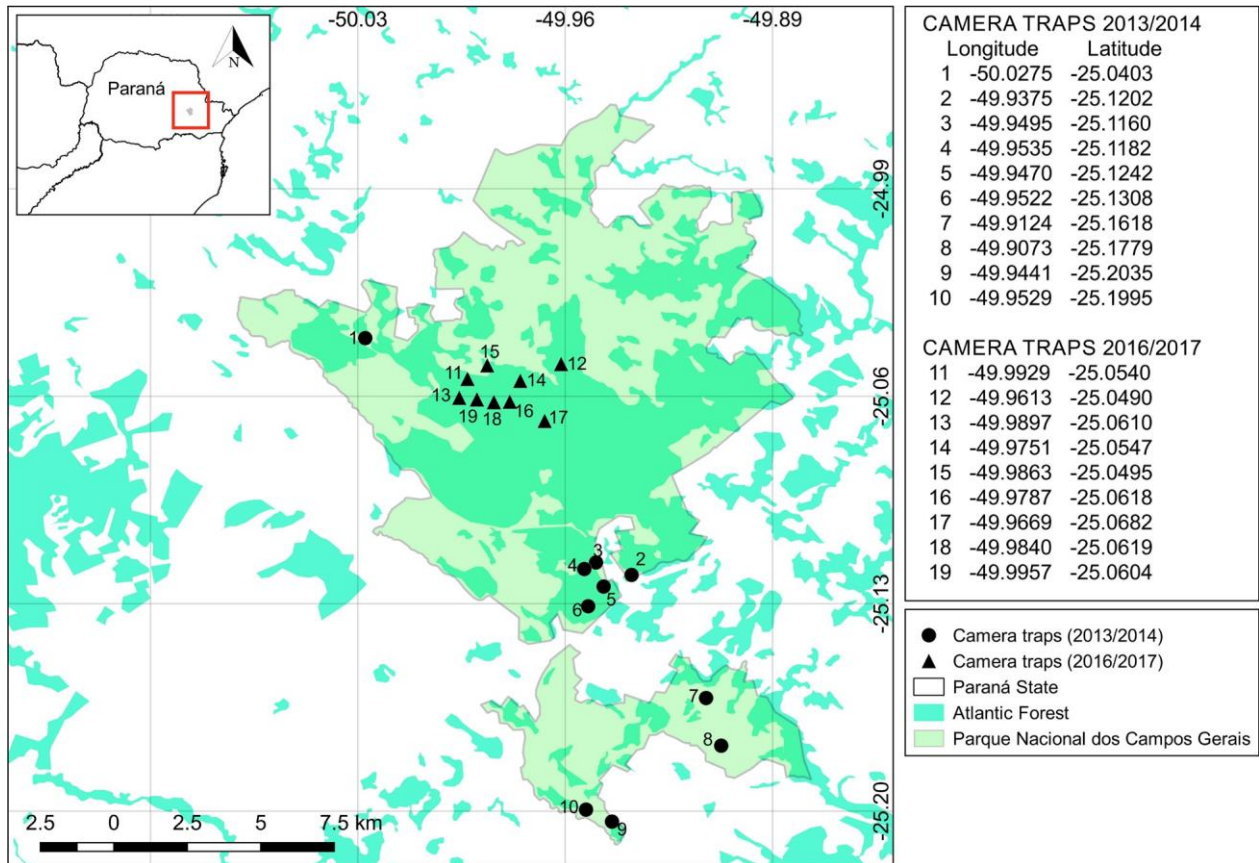 -50.03 -49.96 -49.89
Paraná
N
-24.99
-25.06
-25.13
-25.20
1
15
12
11
14
13
19
18
16
17
3
4
2
5
6
7
8
10
9
2.5 0 2.5 5 7.5 km
CAMERA TRAPS 2013/2014
Longitude Latitude
1 -50.0275 -25.0403
2 -49.9375 -25.1202
3 -49.9495 -25.1160
4 -49.9535 -25.1182
5 -49.9470 -25.1242
6 -49.9522 -25.1308
7 -49.9124 -25.1618
8 -49.9073 -25.1779
9 -49.9441 -25.2035
10 -49.9529 -25.1995
CAMERA TRAPS 2016/2017
11 -49.9929 -25.0540
12 -49.9613 -25.0490
13 -49.9897 -25.0610
14 -49.9751 -25.0547
15 -49.9863 -25.0495
16 -49.9787 -25.0618
17 -49.9669 -25.0682
18 -49.9840 -25.0619
19 -49.9957 -25.0604
Camera traps (2013/2014)
Camera traps (2016/2017)
Paraná State
Atlantic Forest
Parque Nacional dos Campos Gerais